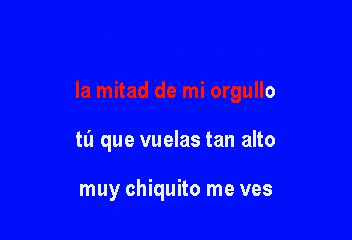 la mitad de mi orgullo
tú que vuelas tan alto
muy chiquito me ves